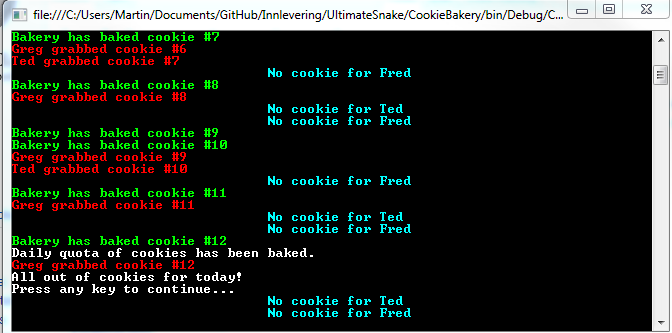 file:///C:/Users/Martin/Documents/GitHub/Innlevering/UltimateSnake/CookieBakery/bin/Debug/C...
Bakery has baked cookie #7
Greg grabbed cookie #6
Ted grabbed cookie #7
No cookie for Fred
Bakery has baked cookie #8
Greg grabbed cookie #8
No cookie for Ted
No cookie for Fred
Bakery has baked cookie #9
Bakery has baked cookie #10
Greg grabbed cookie #9
Ted grabbed cookie #10
No cookie for Fred
Bakery has baked cookie #11
Greg grabbed cookie #11
No cookie for Ted
No cookie for Fred
Bakery has baked cookie #12
Daily quota of cookies has been baked.
Greg grabbed cookie #12
All out of cookies for today!
Press any key to continue...
No cookie for Ted
No cookie for Fred